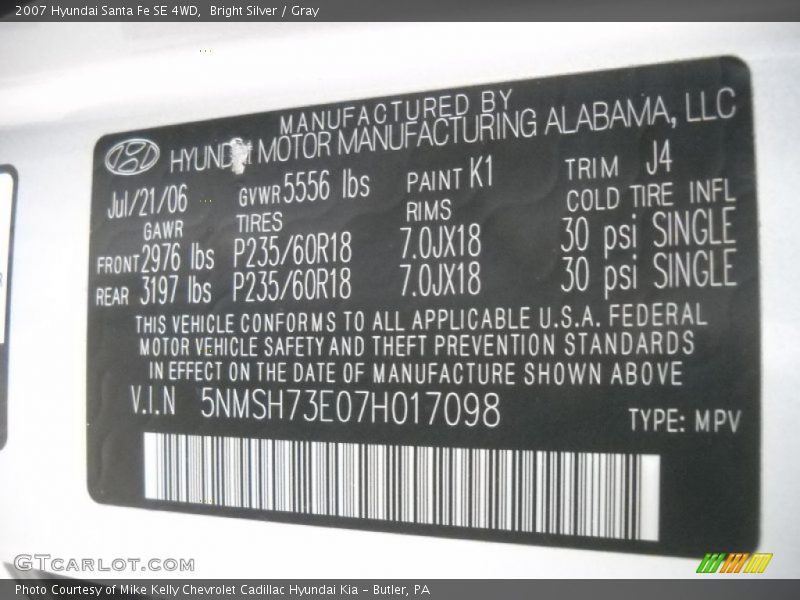 2007 Hyundai Santa Fe SE 4WD,  Bright Silver / Gray
MANUFACTURED BY
HYUNDAI MOTOR MANUFACTURING ALABAMA, LLC
Jul/21/06 GVWR 5556 lbs PAINT K1 TRIM J4
GAWR TIRES RIMS COLD TIRE INFL
FRONT 2976 lbs P235/60R18 7.0JX18 30 psi SINGLE
REAR 3197 lbs P235/60R18 7.0JX18 30 psi SINGLE
THIS VEHICLE CONFORMS TO ALL APPLICABLE U.S.A. FEDERAL
MOTOR VEHICLE SAFETY AND THEFT PREVENTION STANDARDS
IN EFFECT ON THE DATE OF MANUFACTURE SHOWN ABOVE
V.I.N 5NMSH73E07H017098 TYPE: MPV
GTCARLOT.COM
Photo Courtesy of Mike Kelly Chevrolet Cadillac Hyundai Kia – Butler, PA